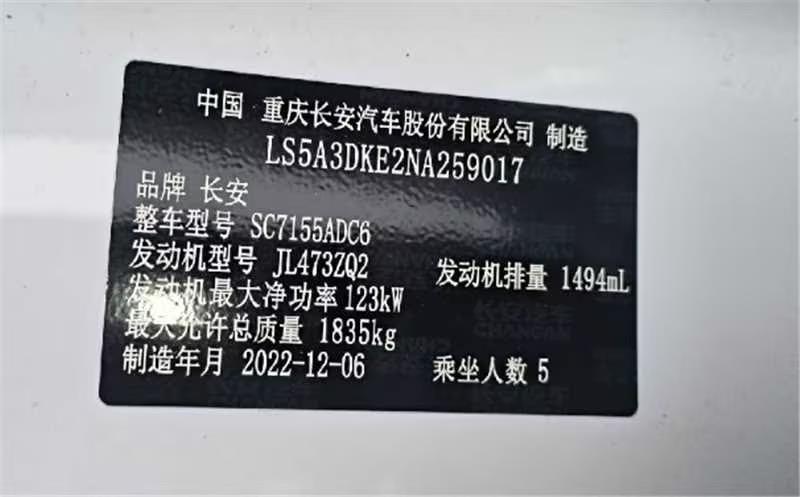 中国 重庆长安汽车股份有限公司 制造
LS5A3DKE2NA259017
品牌 长安
整车型号 SC7155ADC6
发动机型号 JL473ZQ2 发动机排量 1494mL
发动机最大净功率 123kW
最大允许总质量 1835kg
制造年月 2022-12-06 乘坐人数 5